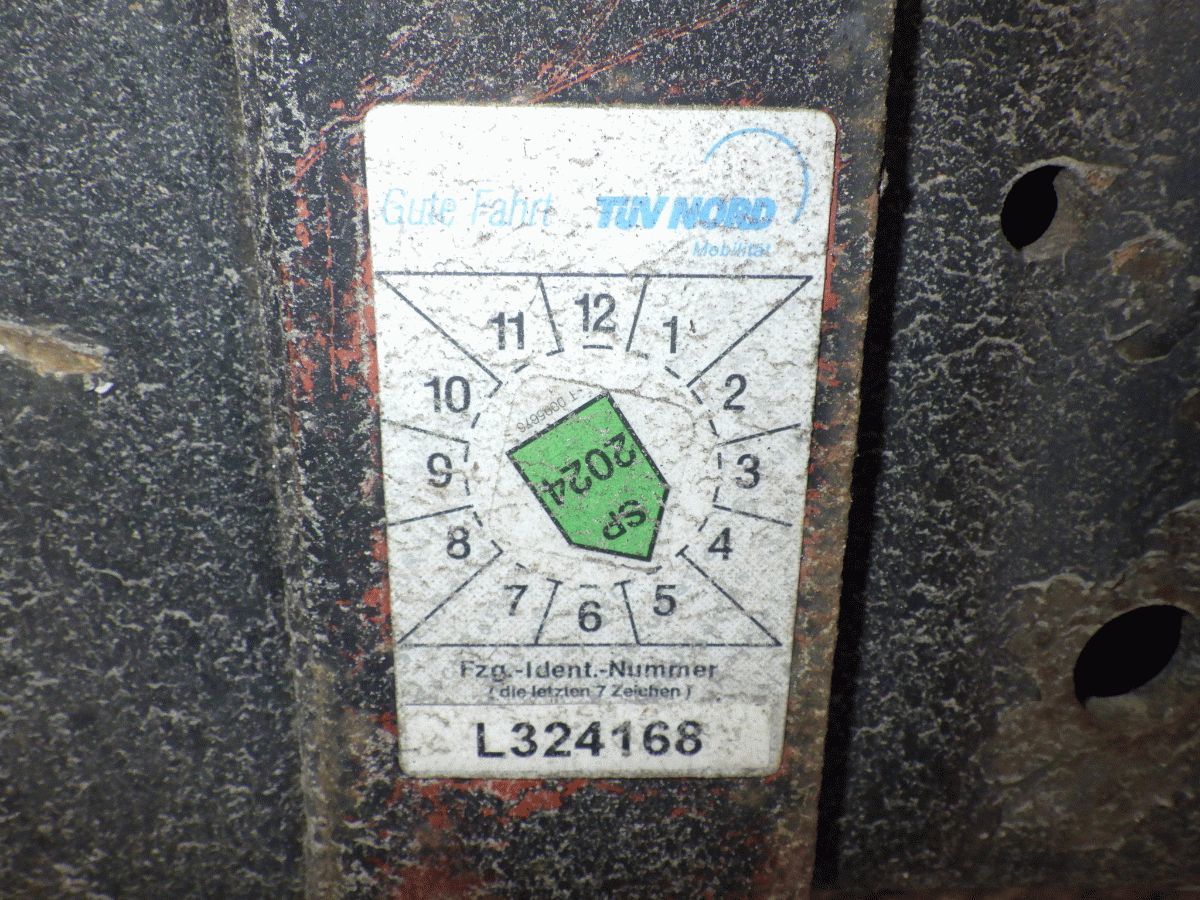 Gute Fahrt
TÜV NORD
Mobilität
11 12 1
10 2
9 3
8 4
7 6 5
2024
SP
Fzg.-Ident.-Nummer
( die letzten 7 Zeichen )
L324168